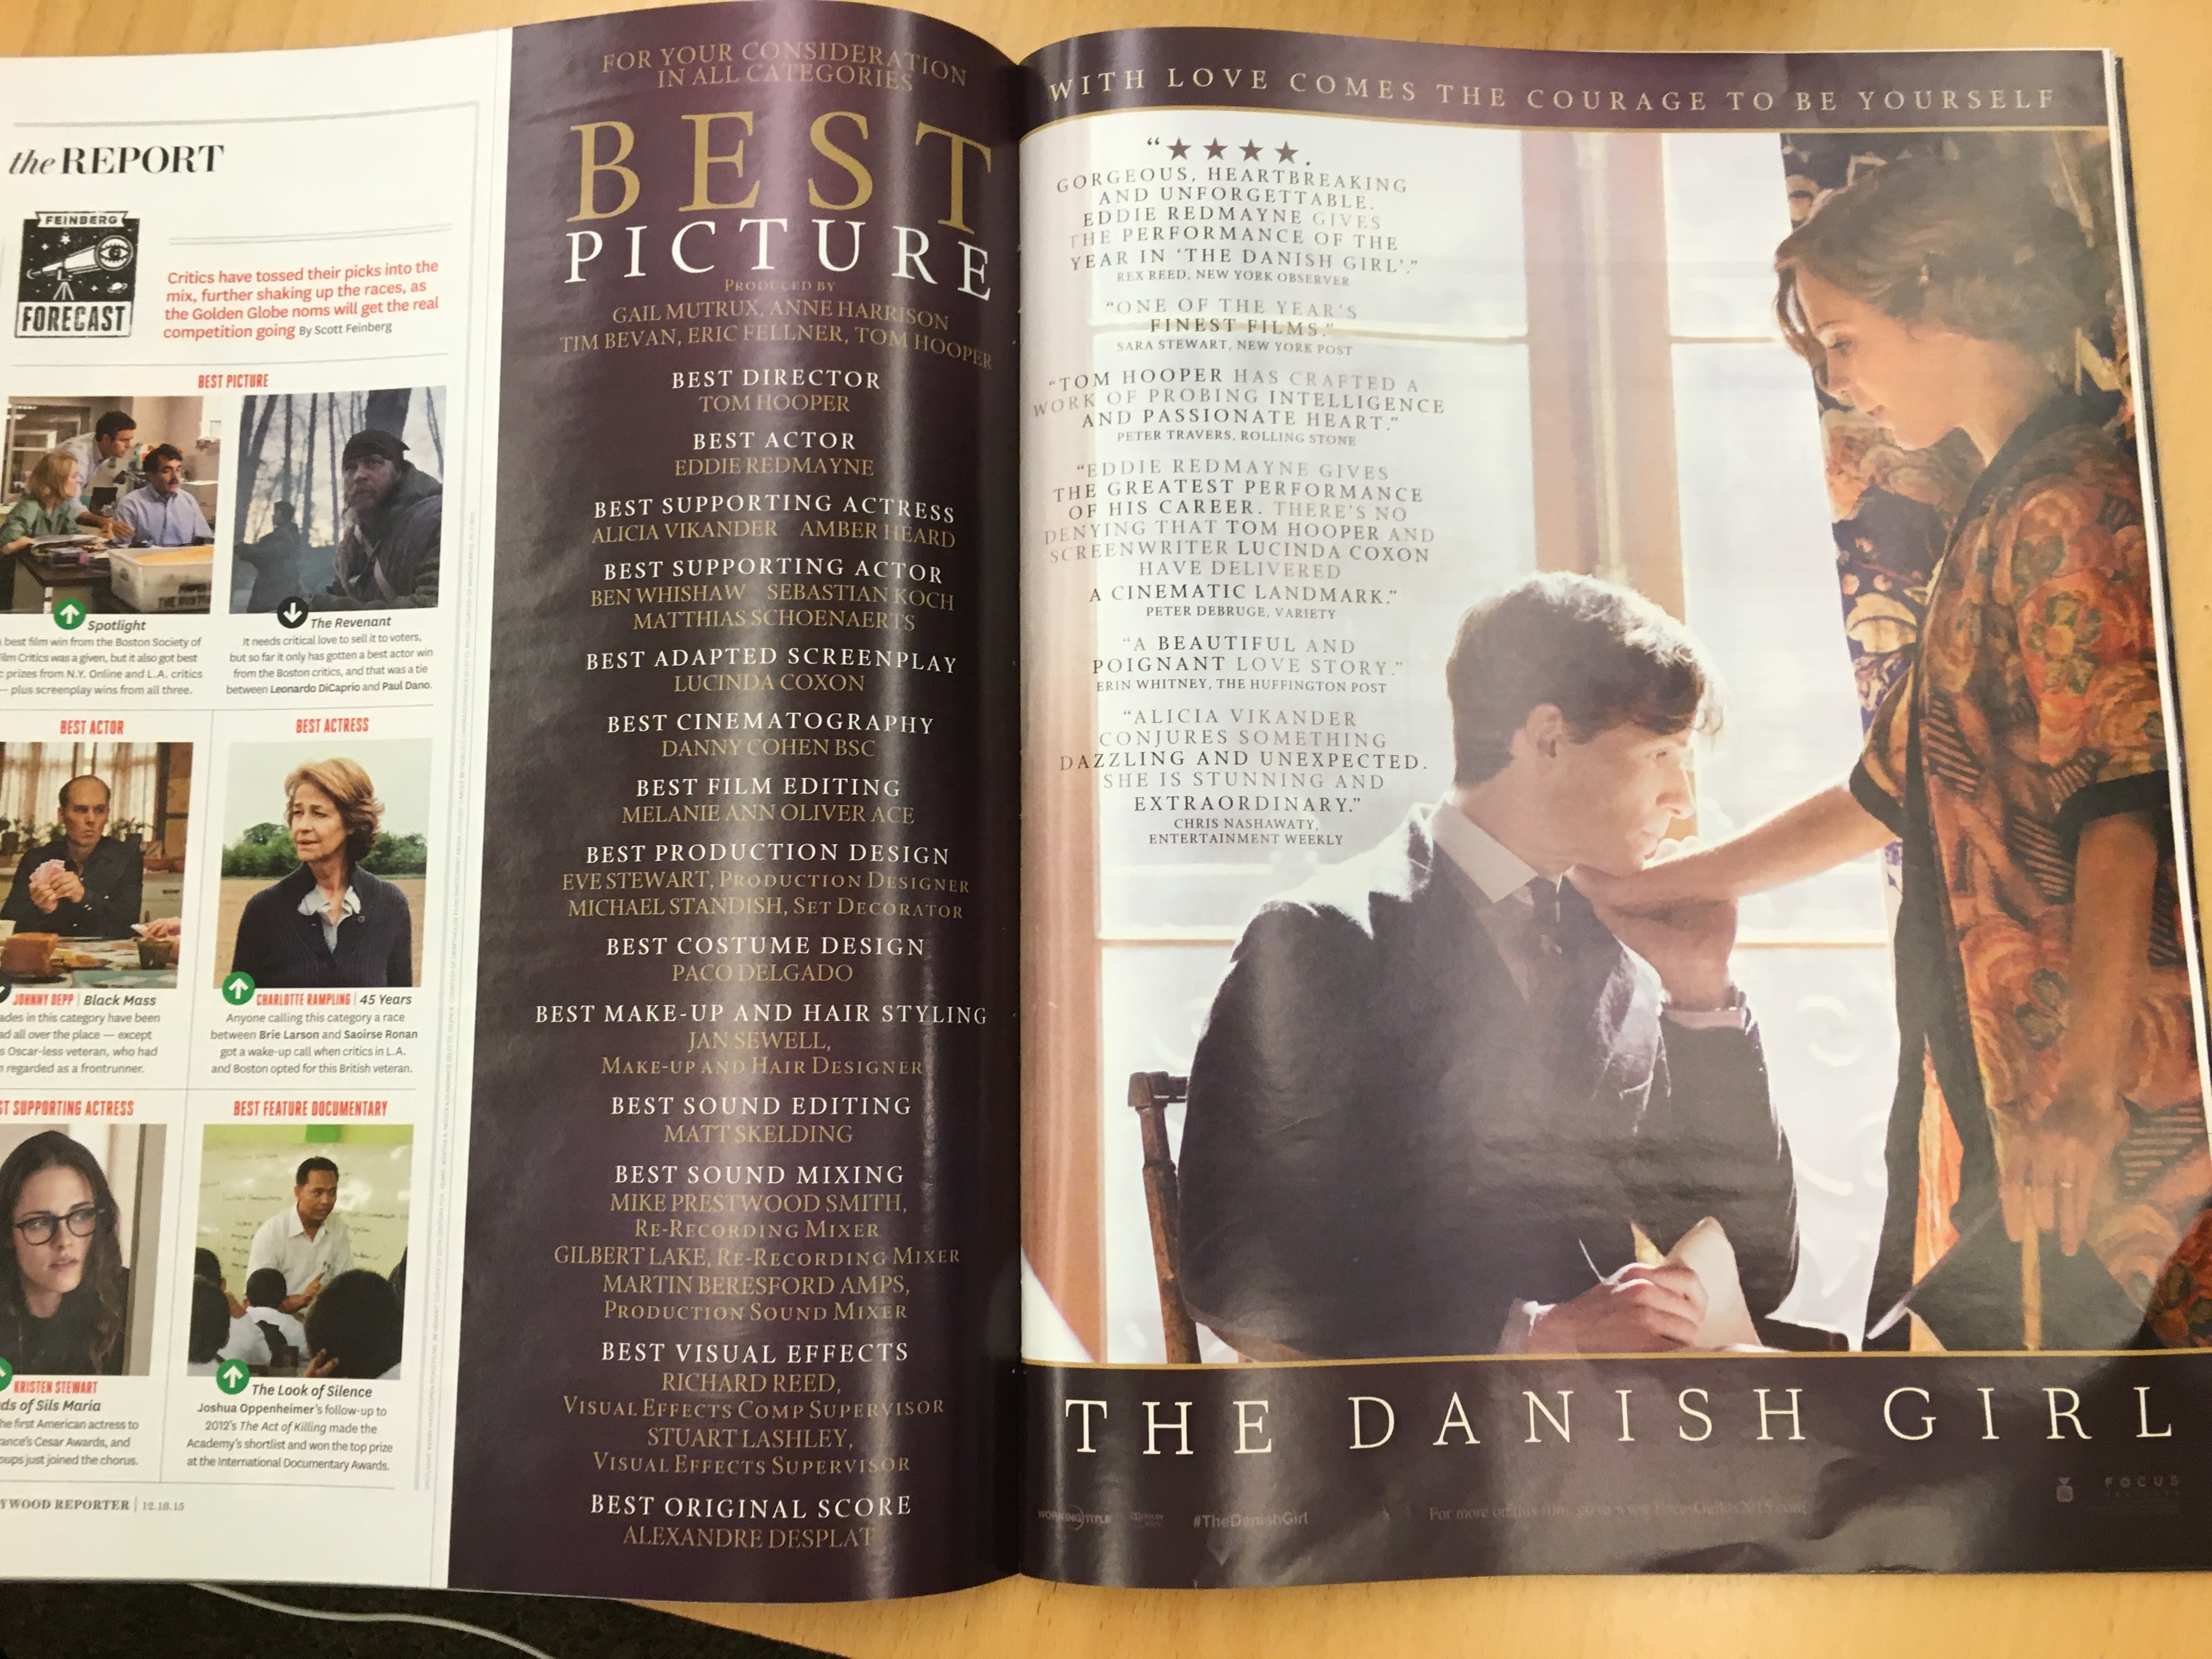 the REPORT
FEINBERG
FORECAST
Critics have tossed their picks into the
mix, further shaking up the races, as
the Golden Globe noms will get the real
competition going By Scott Feinberg
BEST PICTURE
Spotlight
best film win from the Boston Society of
Film Critics was a given, but it also got best
prizes from N.Y. Online and L.A. critics
— plus screenplay wins from all three.
The Revenant
It needs critical love to sell it to voters,
but so far it only has gotten a best actor win
from the Boston critics, and that was a tie
between Leonardo DiCaprio and Paul Dano.
BEST ACTOR
JOHNNY DEPP | Black Mass
in this category have been
all over the place — except
Oscar-less veteran, who had
regarded as a frontrunner.
BEST ACTRESS
CHARLOTTE RAMPLING | 45 Years
Anyone calling this category a race
between Brie Larson and Saoirse Ronan
got a wake-up call when critics in L.A.
and Boston opted for this British veteran.
SUPPORTING ACTRESS
KRISTEN STEWART
of Sils Maria
the first American actress to
Cesar Awards, and
just joined the chorus.
BEST FEATURE DOCUMENTARY
The Look of Silence
Joshua Oppenheimer's follow-up to
2012's The Act of Killing made the
Academy's shortlist and won the top prize
at the International Documentary Awards.
REPORTER | 12.18.15
FOR YOUR CONSIDERATION
IN ALL CATEGORIES
BEST
PICTURE
PRODUCED BY
GAIL MUTRUX, ANNE HARRISON
TIM BEVAN, ERIC FELLNER, TOM HOOPER
BEST DIRECTOR
TOM HOOPER
BEST ACTOR
EDDIE REDMAYNE
BEST SUPPORTING ACTRESS
ALICIA VIKANDER AMBER HEARD
BEST SUPPORTING ACTOR
BEN WHISHAW SEBASTIAN KOCH
MATTHIAS SCHOENAERTS
BEST ADAPTED SCREENPLAY
LUCINDA COXON
BEST CINEMATOGRAPHY
DANNY COHEN BSC
BEST FILM EDITING
MELANIE ANN OLIVER ACE
BEST PRODUCTION DESIGN
EVE STEWART, PRODUCTION DESIGNER
MICHAEL STANDISH, SET DECORATOR
BEST COSTUME DESIGN
PACO DELGADO
BEST MAKE-UP AND HAIR STYLING
JAN SEWELL,
MAKE-UP AND HAIR DESIGNER
BEST SOUND EDITING
MATT SKELDING
BEST SOUND MIXING
MIKE PRESTWOOD SMITH,
RE-RECORDING MIXER
GILBERT LAKE, RE-RECORDING MIXER
MARTIN BERESFORD AMPS,
PRODUCTION SOUND MIXER
BEST VISUAL EFFECTS
RICHARD REED,
VISUAL EFFECTS COMP SUPERVISOR
STUART LASHLEY,
VISUAL EFFECTS SUPERVISOR
BEST ORIGINAL SCORE
ALEXANDRE DESPLAT
WITH LOVE COMES THE COURAGE TO BE YOURSELF
“★★★★.
GORGEOUS, HEARTBREAKING
AND UNFORGETTABLE.
EDDIE REDMAYNE GIVES
THE PERFORMANCE OF THE
YEAR IN ‘THE DANISH GIRL’.”
REX REED, NEW YORK OBSERVER
“ONE OF THE YEAR'S
FINEST FILMS.”
SARA STEWART, NEW YORK POST
“TOM HOOPER HAS CRAFTED A
WORK OF PROBING INTELLIGENCE
AND PASSIONATE HEART.”
PETER TRAVERS, ROLLING STONE
“EDDIE REDMAYNE GIVES
THE GREATEST PERFORMANCE
OF HIS CAREER. THERE'S NO
DENYING THAT TOM HOOPER AND
SCREENWRITER LUCINDA COXON
HAVE DELIVERED
A CINEMATIC LANDMARK.”
PETER DEBRUGE, VARIETY
“A BEAUTIFUL AND
POIGNANT LOVE STORY.”
ERIN WHITNEY, THE HUFFINGTON POST
“ALICIA VIKANDER
CONJURES SOMETHING
DAZZLING AND UNEXPECTED.
SHE IS STUNNING AND
EXTRAORDINARY.”
CHRIS NASHAWATY,
ENTERTAINMENT WEEKLY
THE DANISH GIRL
WORKING TITLE
#TheDanishGirl
For more on this
FOCUS